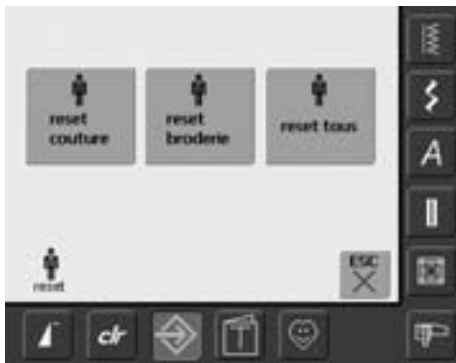 reset
couture
reset
broderie
reset tous
A
reset
ESC
clr